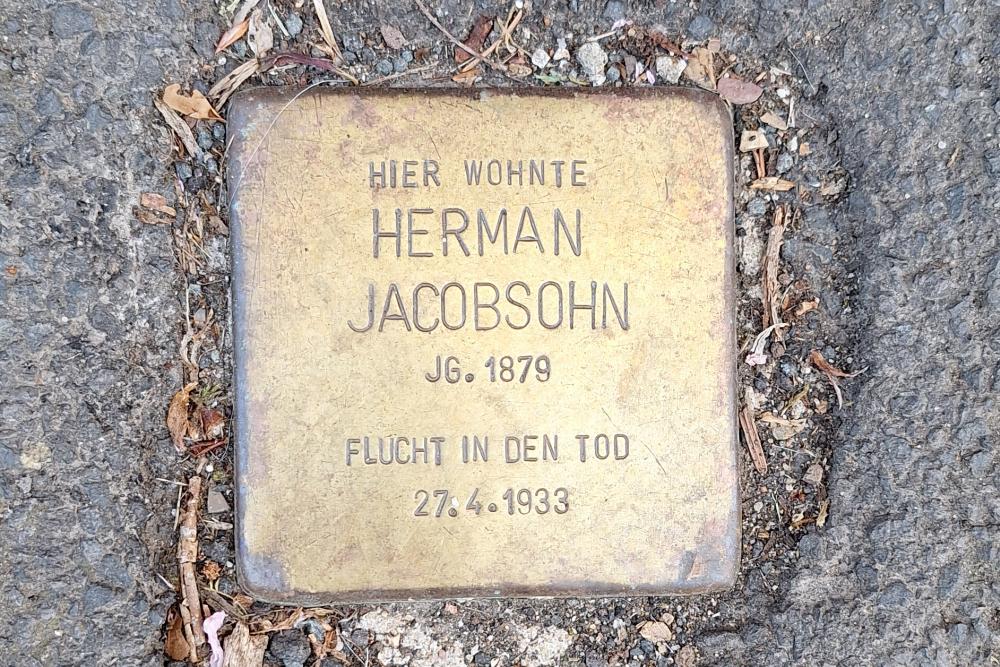 HIER WOHNTE
HERMAN
JACOBSOHN
JG. 1879
FLUCHT IN DEN TOD
27.4.1933